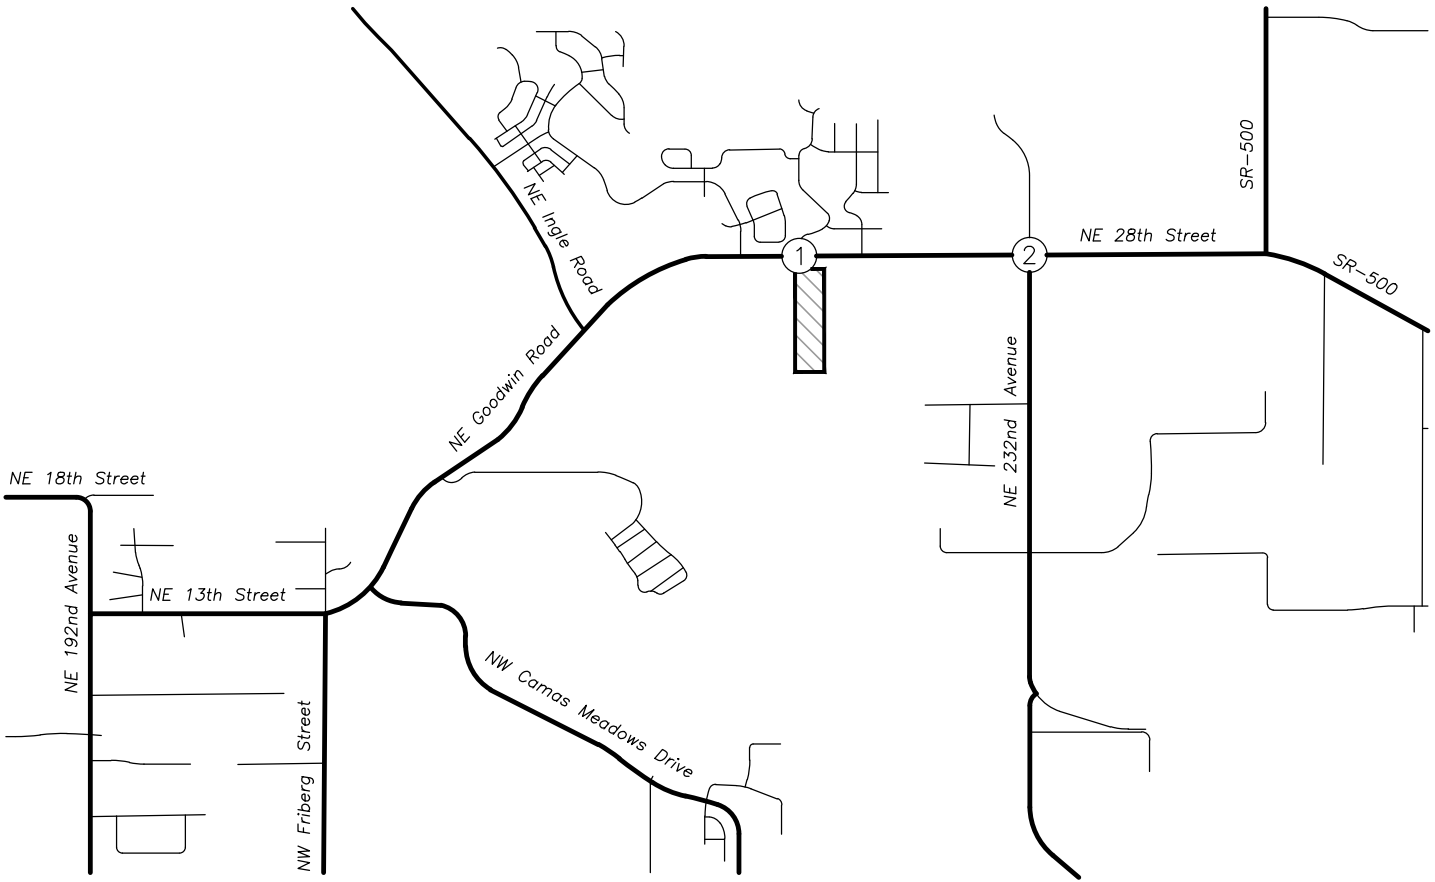 SR-500
NE Ingle Road
1
2
NE 28th Street
SR-500
NE Goodwin Road
NE 232nd Avenue
NE 18th Street
NE 192nd Avenue
NE 13th Street
NW Camas Meadows Drive
NW Friberg Street